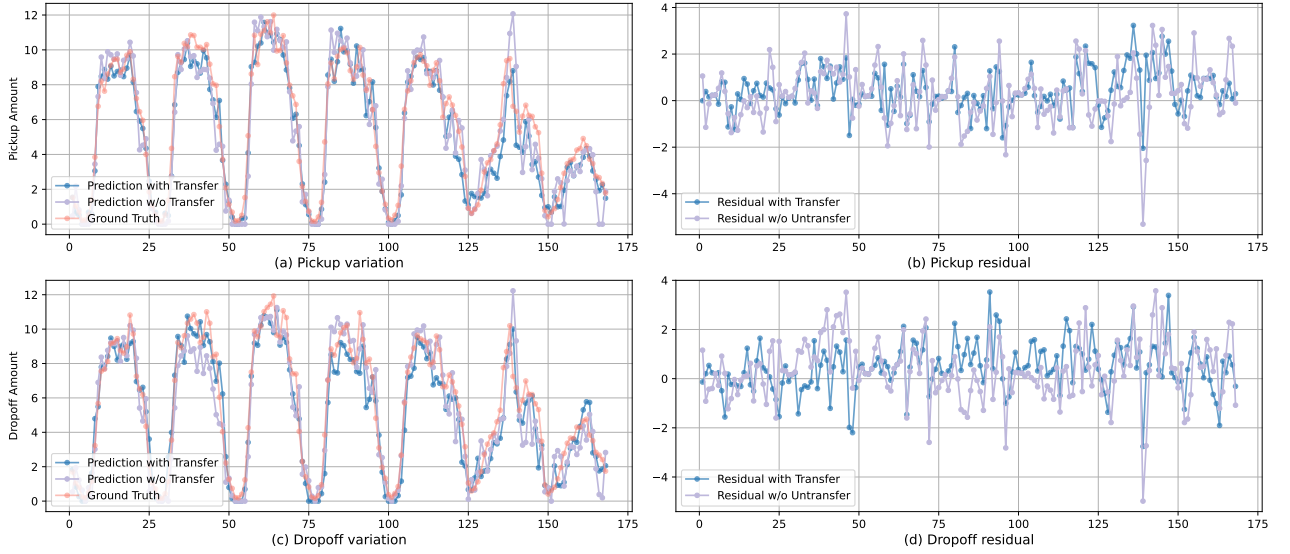 12
10
8
6
4
2
0
Pickup Amount
Prediction with Transfer
Prediction w/o Transfer
Ground Truth
0 25 50 75 100 125 150 175
(a) Pickup variation
4
2
0
−2
−4
Residual with Transfer
Residual w/o Untransfer
0 25 50 75 100 125 150 175
(b) Pickup residual
12
10
8
6
4
2
0
Dropoff Amount
Prediction with Transfer
Prediction w/o Transfer
Ground Truth
0 25 50 75 100 125 150 175
(c) Dropoff variation
4
2
0
−2
−4
Residual with Transfer
Residual w/o Untransfer
0 25 50 75 100 125 150 175
(d) Dropoff residual